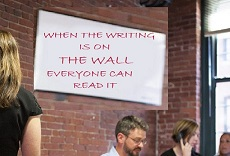 WHEN THE WRITING
IS ON
THE WALL
EVERYONE CAN
READ IT